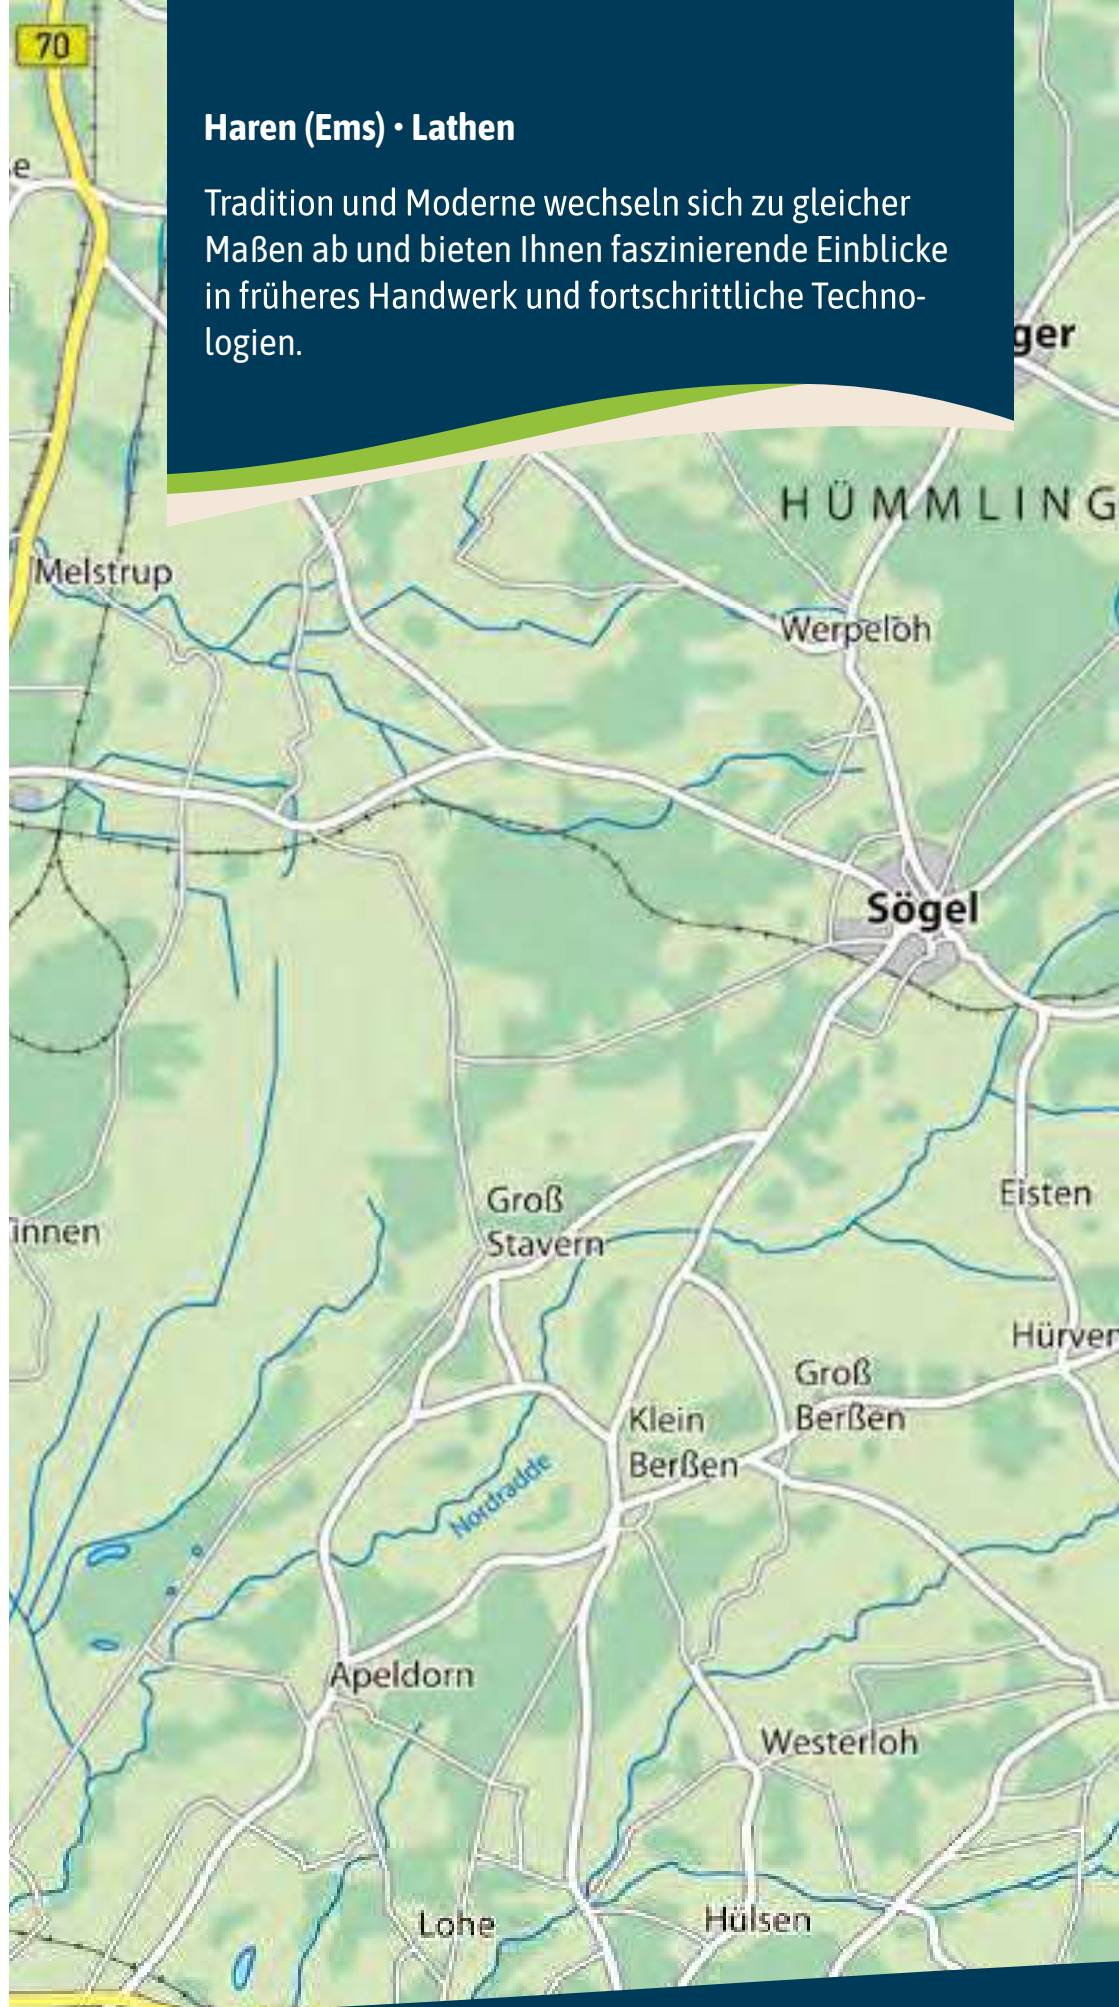 70
Haren (Ems) • Lathen
Tradition und Moderne wechseln sich zu gleicher
Maßen ab und bieten Ihnen faszinierende Einblicke
in früheres Handwerk und fortschrittliche Techno-
logien.
ger
HÜMMLING
Melstrup
Werpeloh
Sögel
Groß
Stavern
Eisten
innen
Hürver
Groß
Berßen
Klein
Berßen
Nordradde
Apeldorn
Westerloh
Lohe
Hülsen